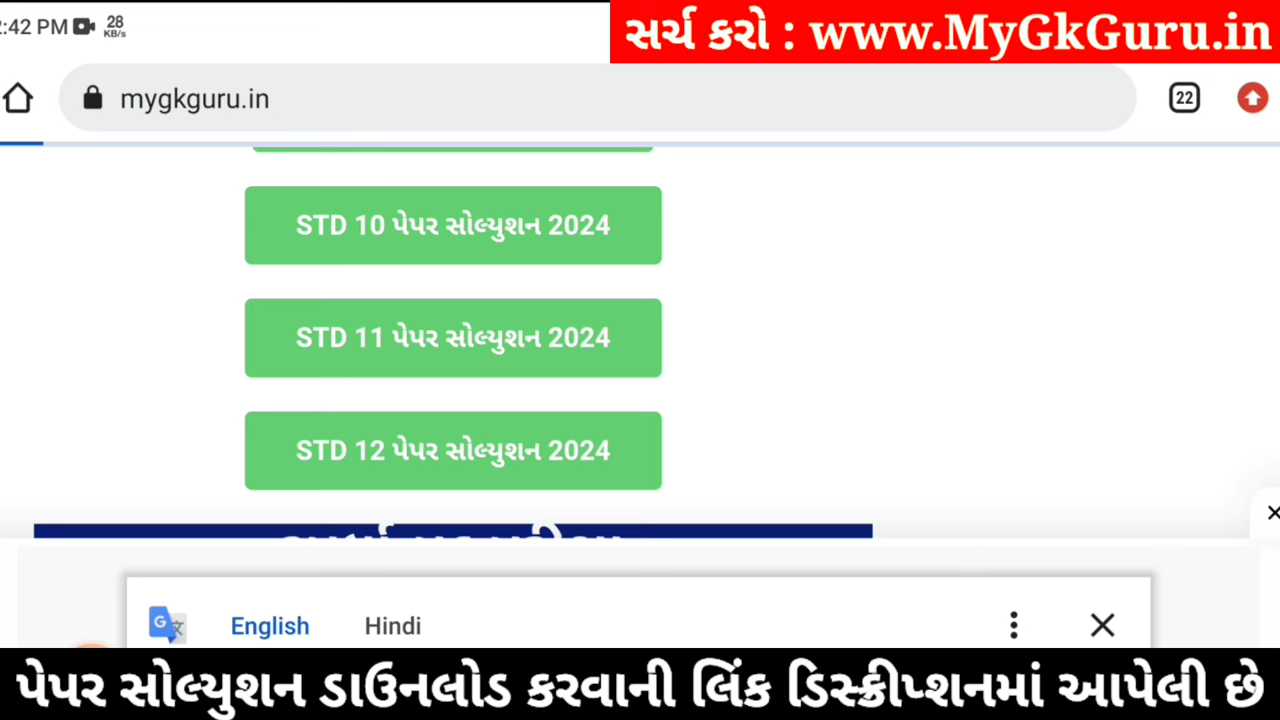 :42 PM 28 KB/s
સર્ચ કરો : www.MyGkGuru.in
mygkguru.in
22
STD 10 પેપર સોલ્યુશન 2024
STD 11 પેપર સોલ્યુશન 2024
STD 12 પેપર સોલ્યુશન 2024
English Hindi
પેપર સોલ્યુશન ડાઉનલોડ કરવાની લિંક ડિસ્ક્રીપ્શનમાં આપેલી છે